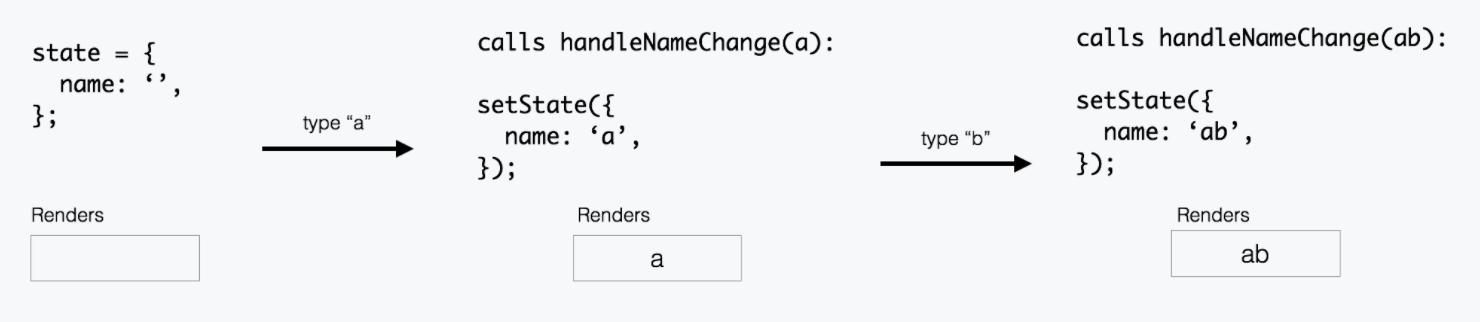 state = {
  name: ‘’,
};
Renders
type “a”
calls handleNameChange(a):
setState({
  name: ‘a’,
});
Renders
a
type “b”
calls handleNameChange(ab):
setState({
  name: ‘ab’,
});
Renders
ab